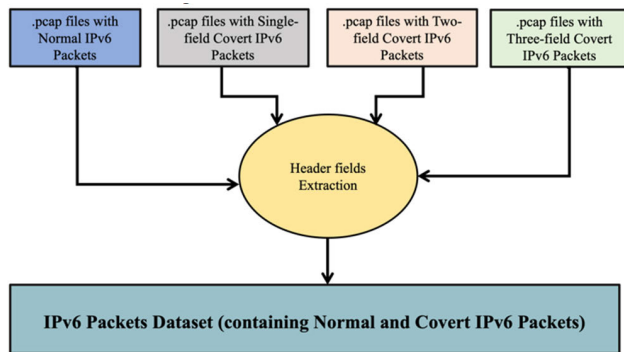 .pcap files with
Normal IPv6
Packets
.pcap files with Single-
field Covert IPv6
Packets
.pcap files with Two-
field Covert IPv6
Packets
.pcap files with
Three-field Covert
IPv6 Packets
Header fields
Extraction
IPv6 Packets Dataset (containing Normal and Covert IPv6 Packets)